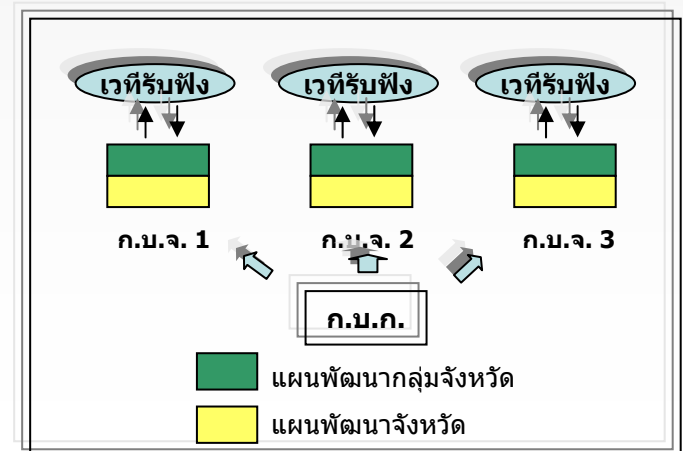 เวทีรับฟัง เวทีรับฟัง เวทีรับฟัง
ก.บ.จ. 1 ก.บ.จ. 2 ก.บ.จ. 3
ก.บ.ก.
แผนพัฒนากลุ่มจังหวัด
แผนพัฒนาจังหวัด